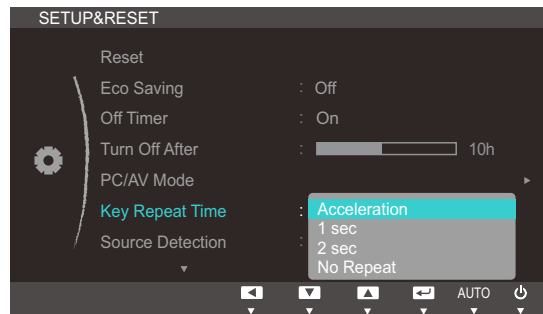 SETUP&RESET
Reset
Eco Saving : Off
Off Timer : On
Turn Off After : 10h
PC/AV Mode
Key Repeat Time : Acceleration
1 sec
Source Detection : 2 sec
No Repeat
AUTO